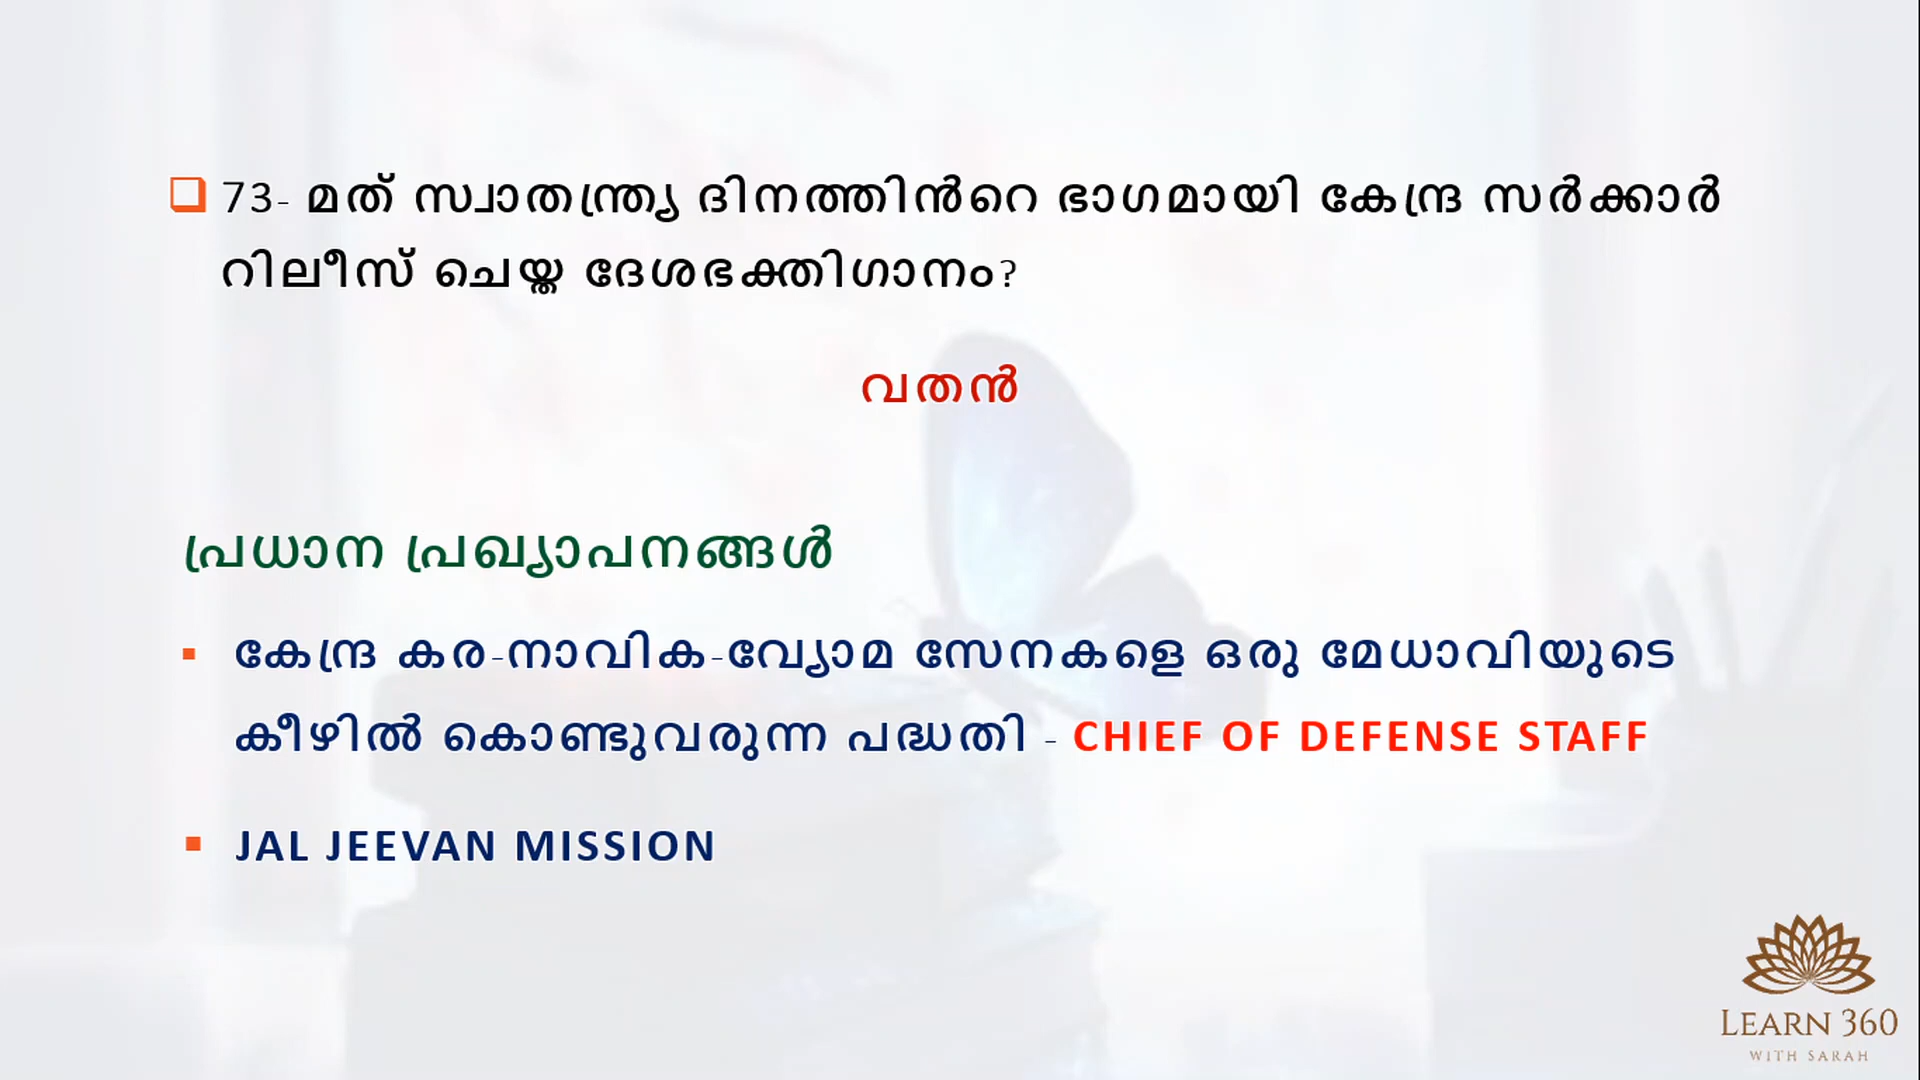 73- മത് സ്വാതന്ത്ര്യ ദിനത്തിൻറെ ഭാഗമായി കേന്ദ്ര സർക്കാർ
റിലീസ് ചെയ്ത ദേശഭക്തിഗാനം?
വതൻ
പ്രധാന പ്രഖ്യാപനങ്ങൾ
കേന്ദ്ര കര-നാവിക-വ്യോമ സേനകളെ ഒരു മേധാവിയുടെ
കീഴിൽ കൊണ്ടുവരുന്ന പദ്ധതി - CHIEF OF DEFENSE STAFF
JAL JEEVAN MISSION
LEARN 360
WITH SARAH